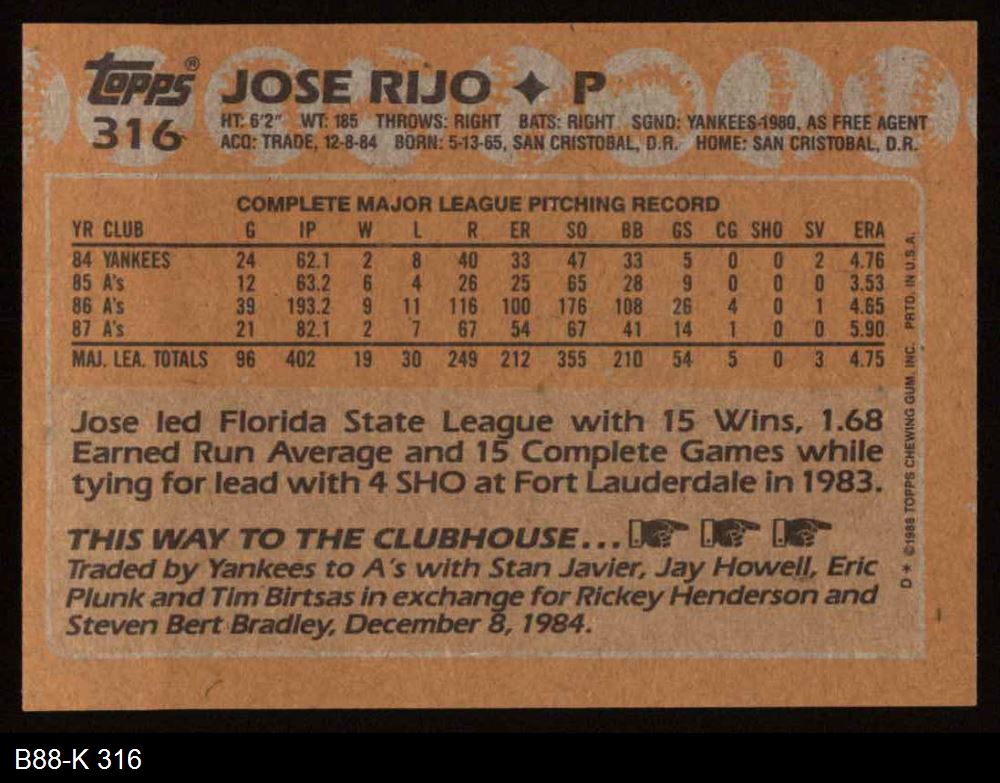 Topps®
316
JOSE RIJO ✦ P
HT: 6'2" WT: 185 THROWS: RIGHT BATS: RIGHT SGND: YANKEES-1980, AS FREE AGENT
ACQ: TRADE, 12-8-84 BORN: 5-13-65, SAN CRISTOBAL, D.R. HOME: SAN CRISTOBAL, D.R.
COMPLETE MAJOR LEAGUE PITCHING RECORD
YR CLUB G IP W L R ER SO BB GS CG SHO SV ERA
84 YANKEES 24 62.1 2 8 40 33 47 33 5 0 0 2 4.76
85 A's 12 63.2 6 4 26 25 65 28 9 0 0 0 3.53
86 A's 39 193.2 9 11 116 100 176 108 26 4 0 1 4.65
87 A's 21 82.1 2 7 67 54 67 41 14 1 0 0 5.90
MAJ. LEA. TOTALS 96 402 19 30 249 212 355 210 54 5 0 3 4.75
Jose led Florida State League with 15 Wins, 1.68
Earned Run Average and 15 Complete Games while
tying for lead with 4 SHO at Fort Lauderdale in 1983.
THIS WAY TO THE CLUBHOUSE...
Traded by Yankees to A's with Stan Javier, Jay Howell, Eric
Plunk and Tim Birtsas in exchange for Rickey Henderson and
Steven Bert Bradley, December 8, 1984.
D* ©1988 TOPPS CHEWING GUM, INC. PRTD. IN U.S.A.
B88-K 316